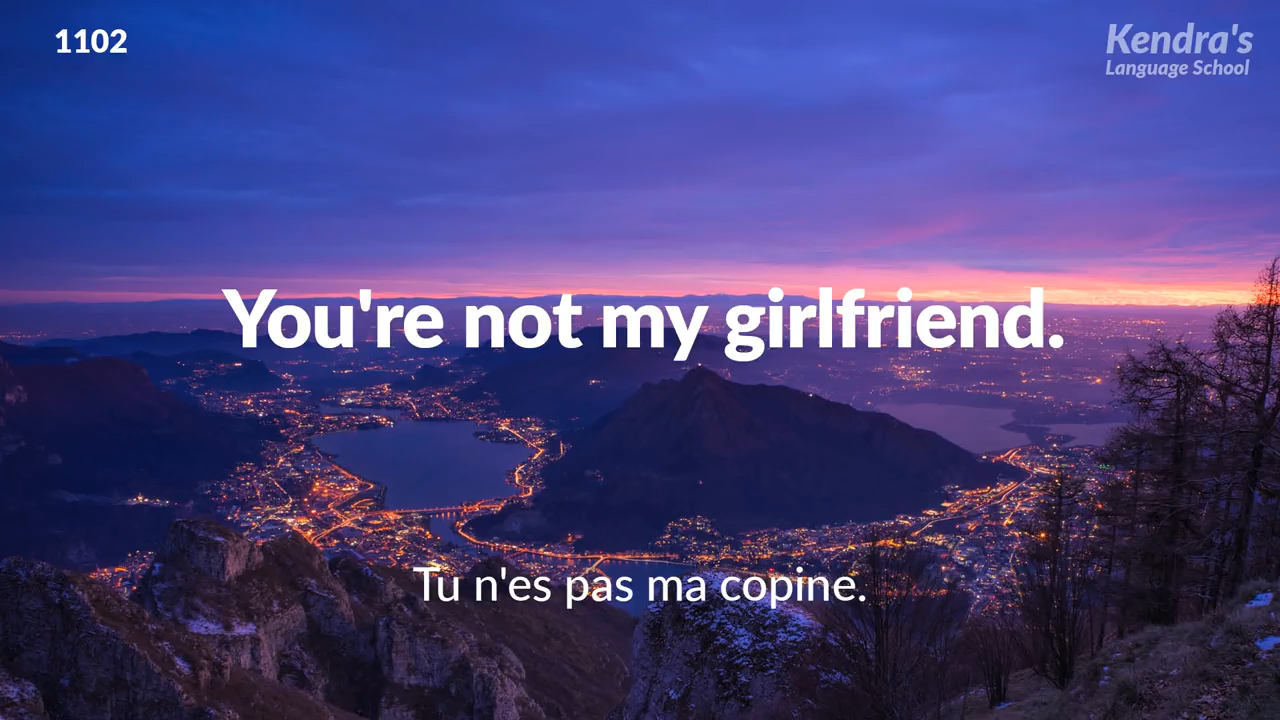 1102
Kendra's
Language School
You're not my girlfriend.
Tu n'es pas ma copine.